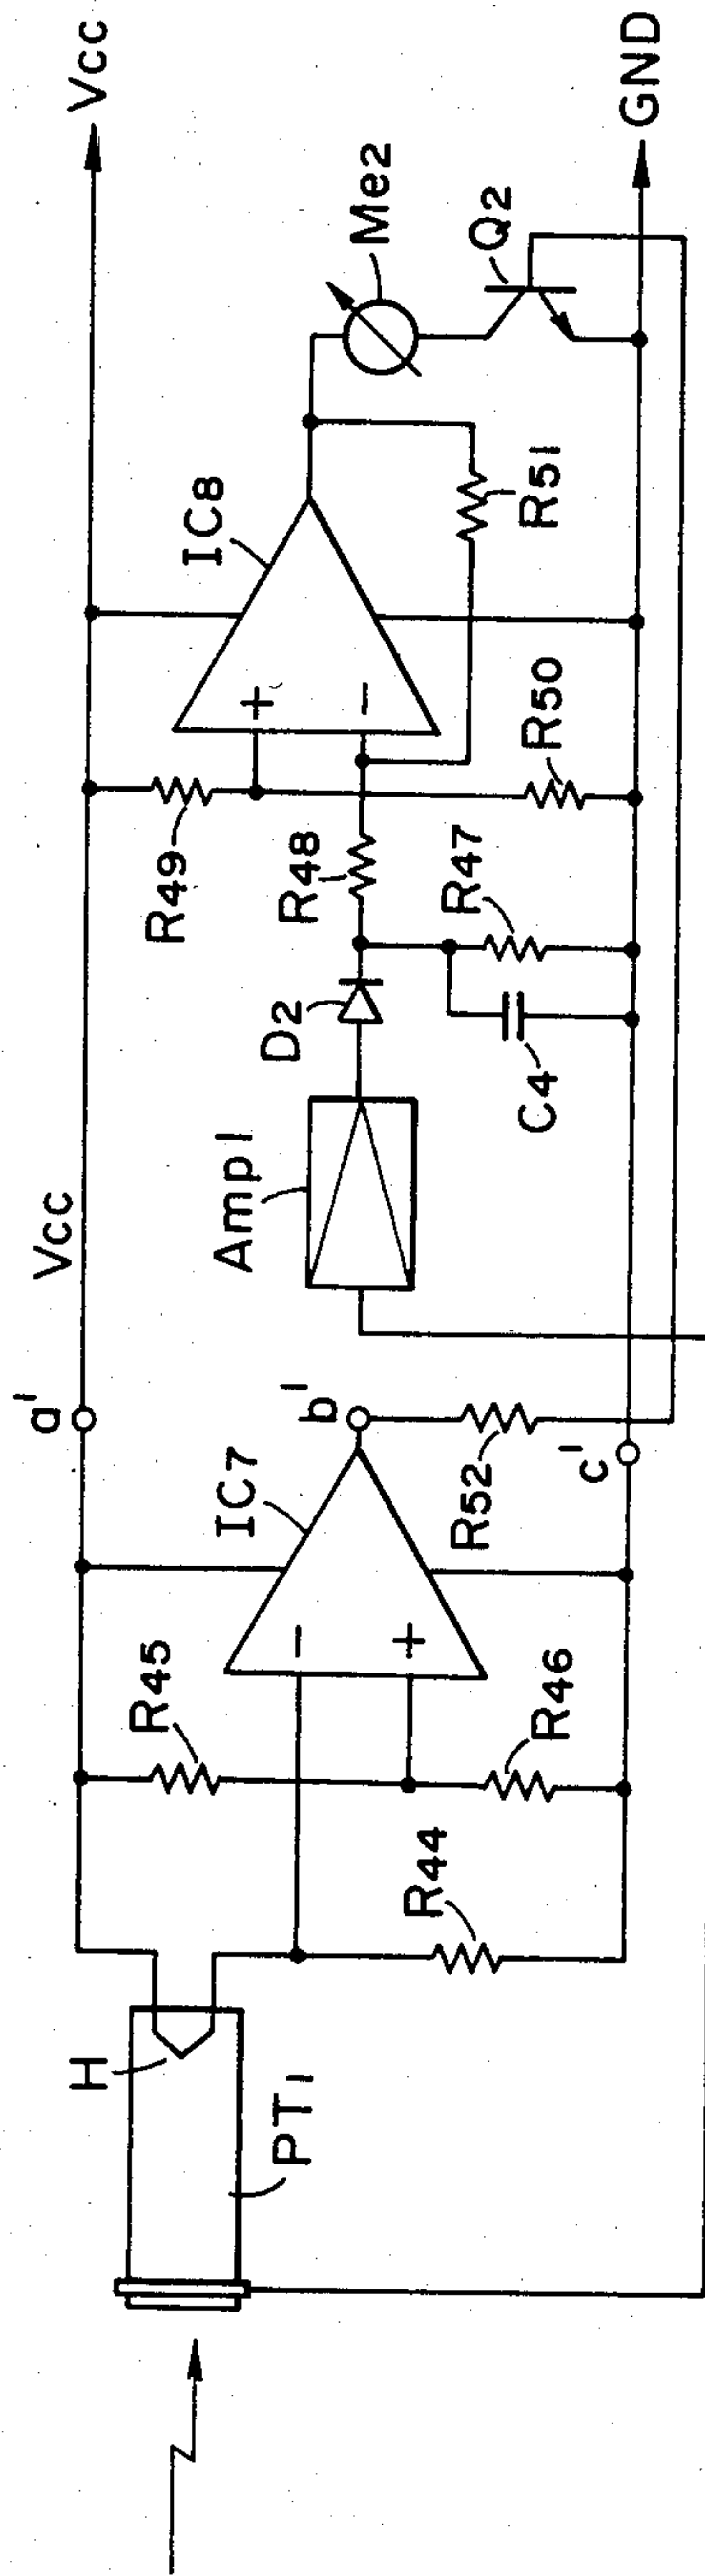 Vcc
GND
Me2
Q2
IC8
R51
+
-
R49
R50
R48
R47
D2
C4
Amp1
Vcc
a'
b'
c'
IC7
R52
-
+
R45
R46
R44
H
PT1